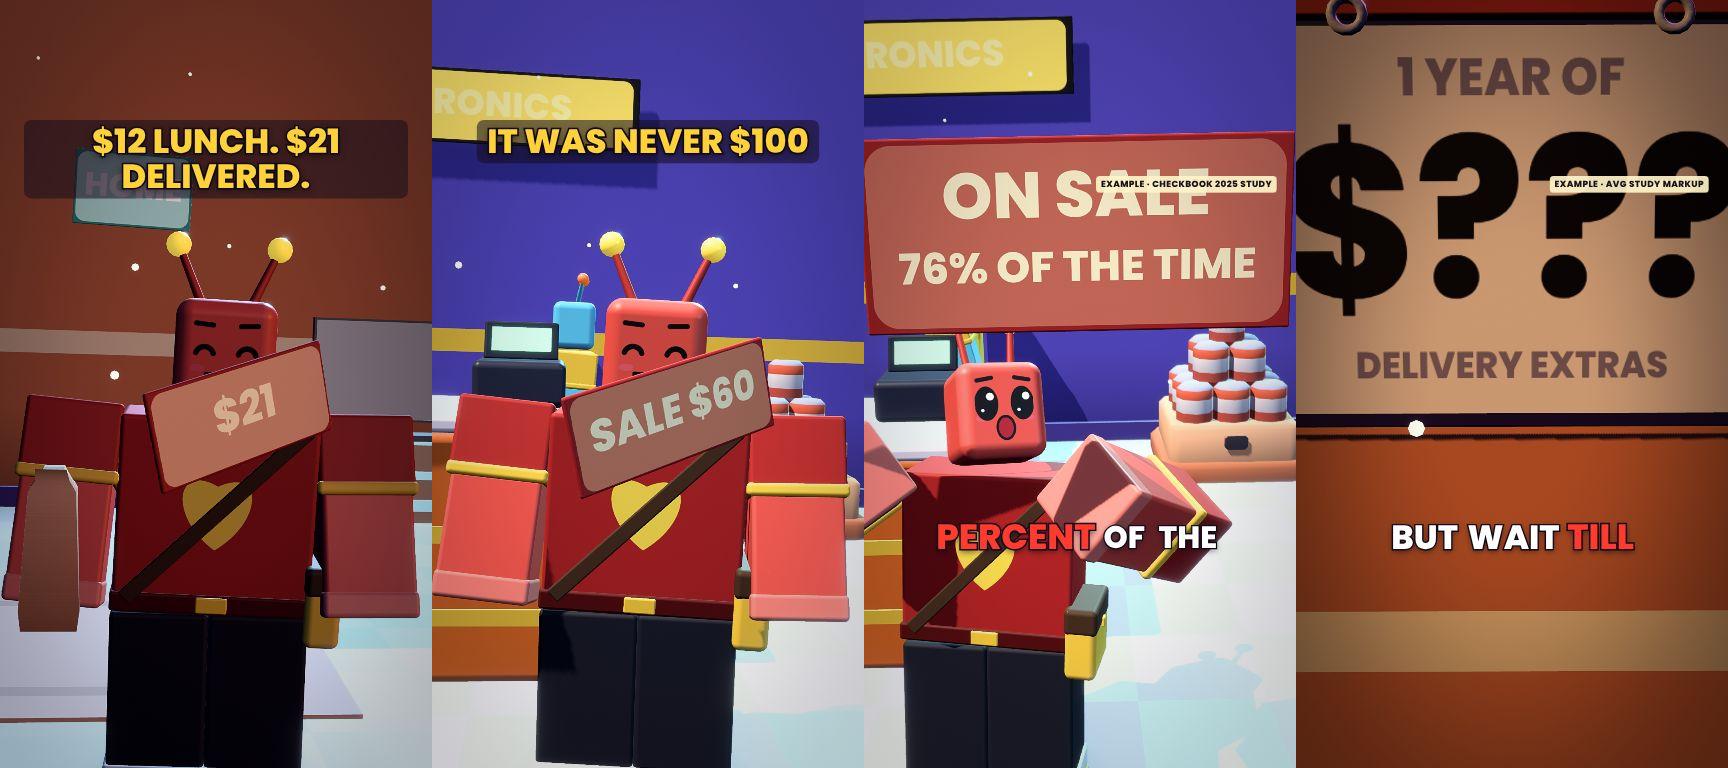 $12 LUNCH. $21
DELIVERED.
HOME
$21
RONICS
IT WAS NEVER $100
SALE $60
RONICS
ON SALE
EXAMPLE · CHECKBOOK 2025 STUDY
76% OF THE TIME
PERCENT OF THE
1 YEAR OF
$???
EXAMPLE · AVG STUDY MARKUP
DELIVERY EXTRAS
BUT WAIT TILL